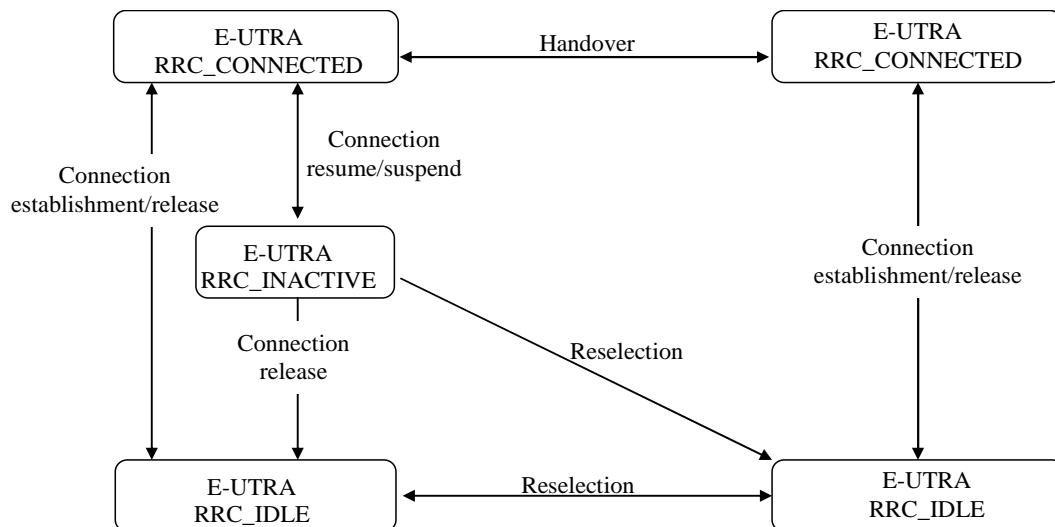 E-UTRA
RRC_CONNECTED
Handover
E-UTRA
RRC_CONNECTED
Connection
resume/suspend
Connection
establishment/release
E-UTRA
RRC_INACTIVE
Connection
establishment/release
Connection
release
Reselection
E-UTRA
RRC_IDLE
Reselection
E-UTRA
RRC_IDLE